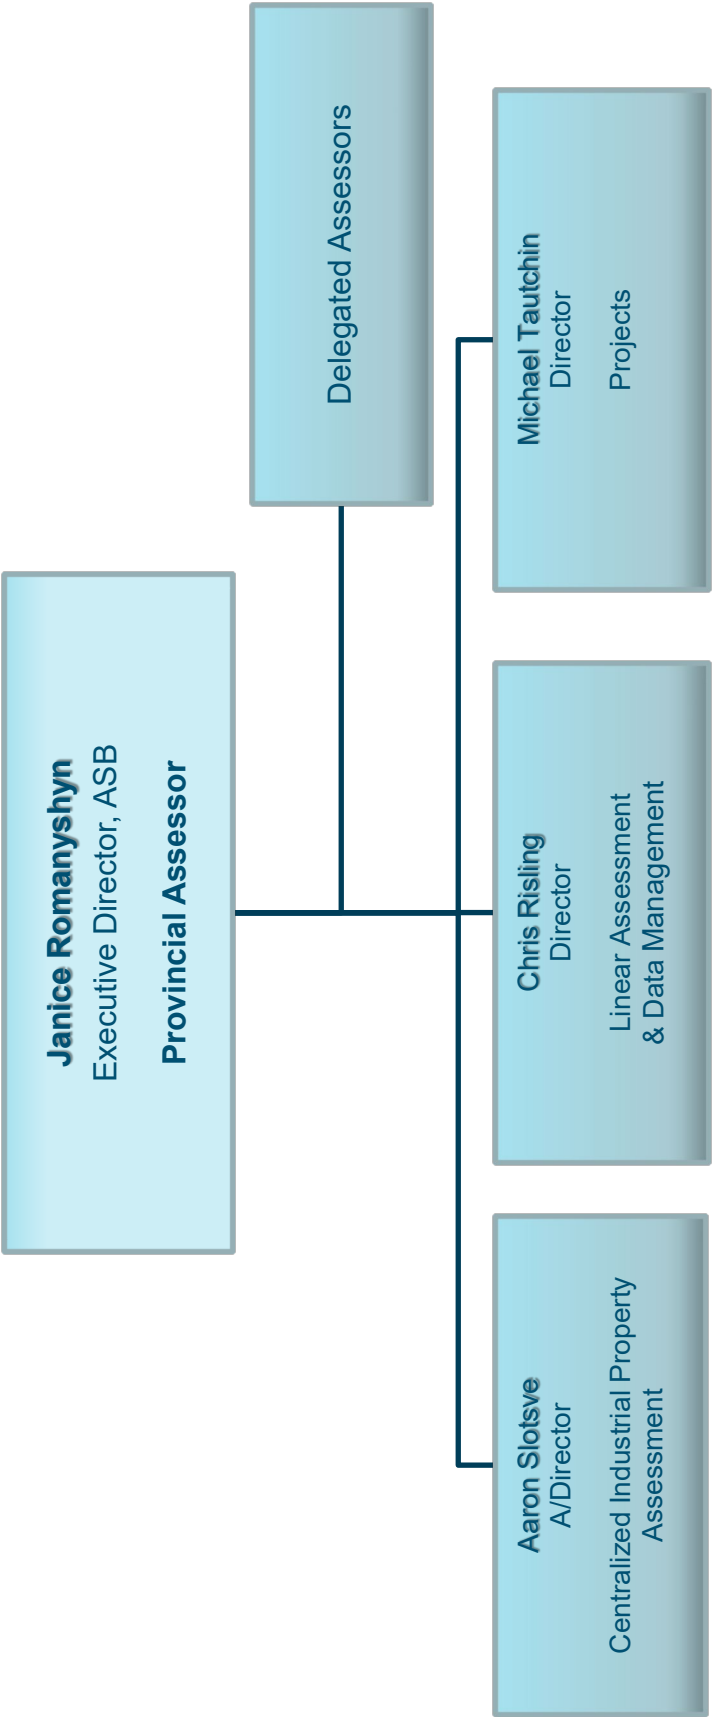 Janice Romanyshyn
Executive Director, ASB
Provincial Assessor
Delegated Assessors
Aaron Slotsve
A/Director
Centralized Industrial Property
Assessment
Chris Risling
Director
Linear Assessment
& Data Management
Michael Tautchin
Director
Projects